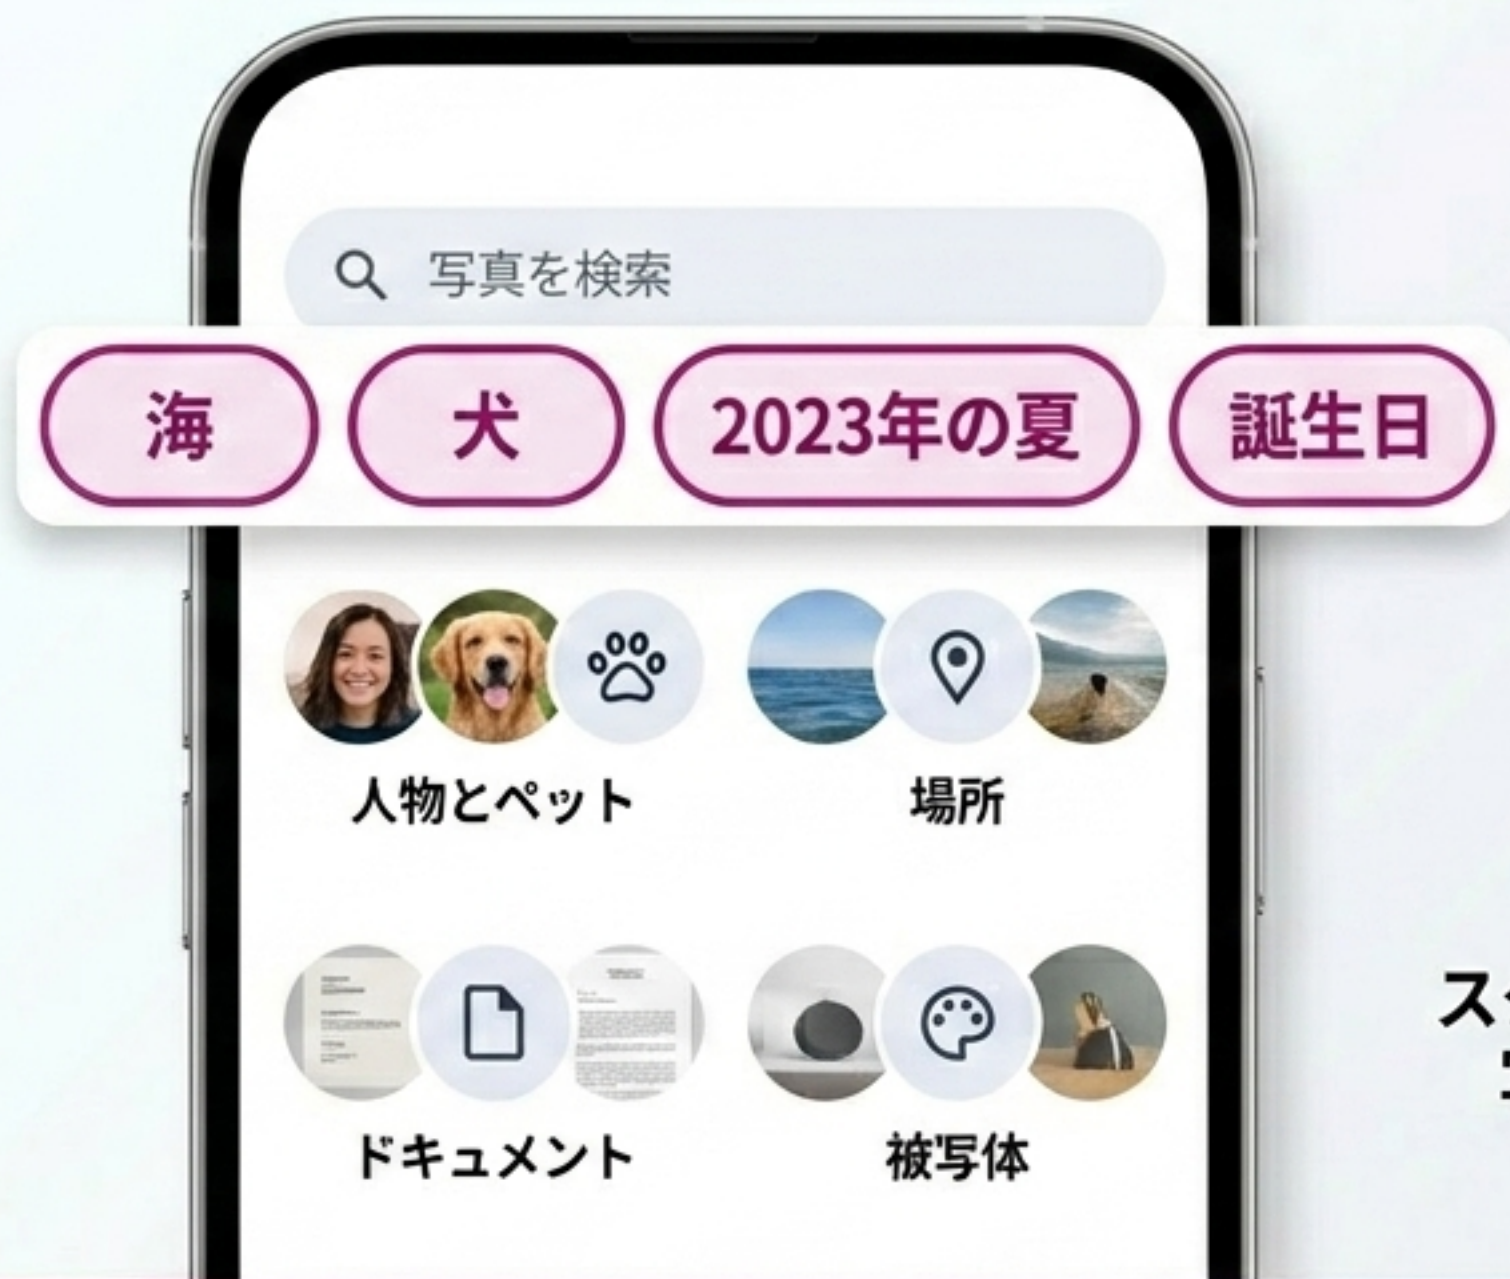 写真を検索
海 犬 2023年の夏 誕生日
人物とペット 場所
ドキュメント 被写体